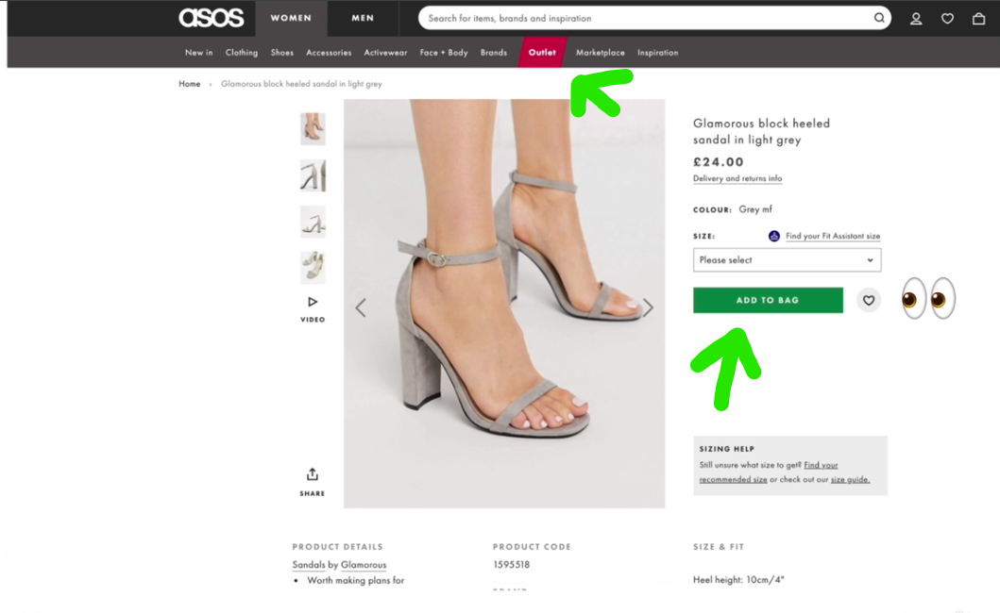 asos
WOMEN
MEN
Search for items, brands and inspiration
New in
Clothing
Shoes
Accessories
Activewear
Face + Body
Brands
Outlet
Marketplace
Inspiration
Home › Glamorous block heeled sandal in light grey
Glamorous block heeled
sandal in light grey
£24.00
Delivery and returns info
COLOUR: Grey mf
SIZE:
Find your Fit Assistant size
Please select
ADD TO BAG
VIDEO
SHARE
SIZING HELP
Still unsure what size to get? Find your
recommended size or check out our size guide.
PRODUCT DETAILS
Sandals by Glamorous
• Worth making plans for
PRODUCT CODE
1595518
SIZE & FIT
Heel height: 10cm/4"